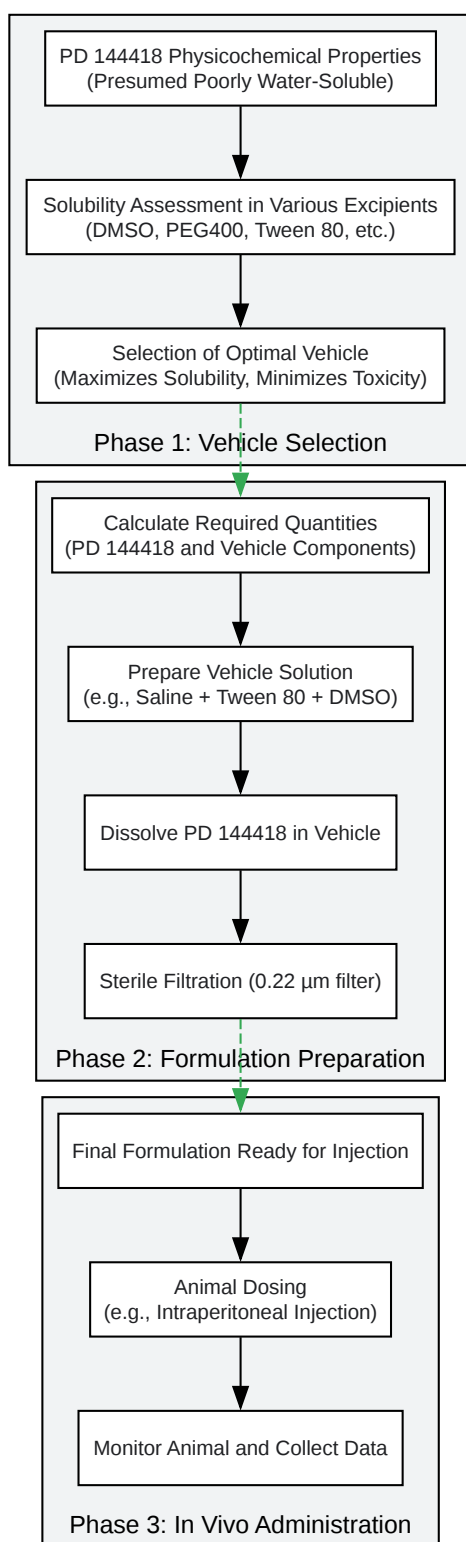 PD 144418 Physicochemical Properties
(Presumed Poorly Water-Soluble)
Solubility Assessment in Various Excipients
(DMSO, PEG400, Tween 80, etc.)
Selection of Optimal Vehicle
(Maximizes Solubility, Minimizes Toxicity)
Phase 1: Vehicle Selection
Calculate Required Quantities
(PD 144418 and Vehicle Components)
Prepare Vehicle Solution
(e.g., Saline + Tween 80 + DMSO)
Dissolve PD 144418 in Vehicle
Sterile Filtration (0.22 µm filter)
Phase 2: Formulation Preparation
Final Formulation Ready for Injection
Animal Dosing
(e.g., Intraperitoneal Injection)
Monitor Animal and Collect Data
Phase 3: In Vivo Administration